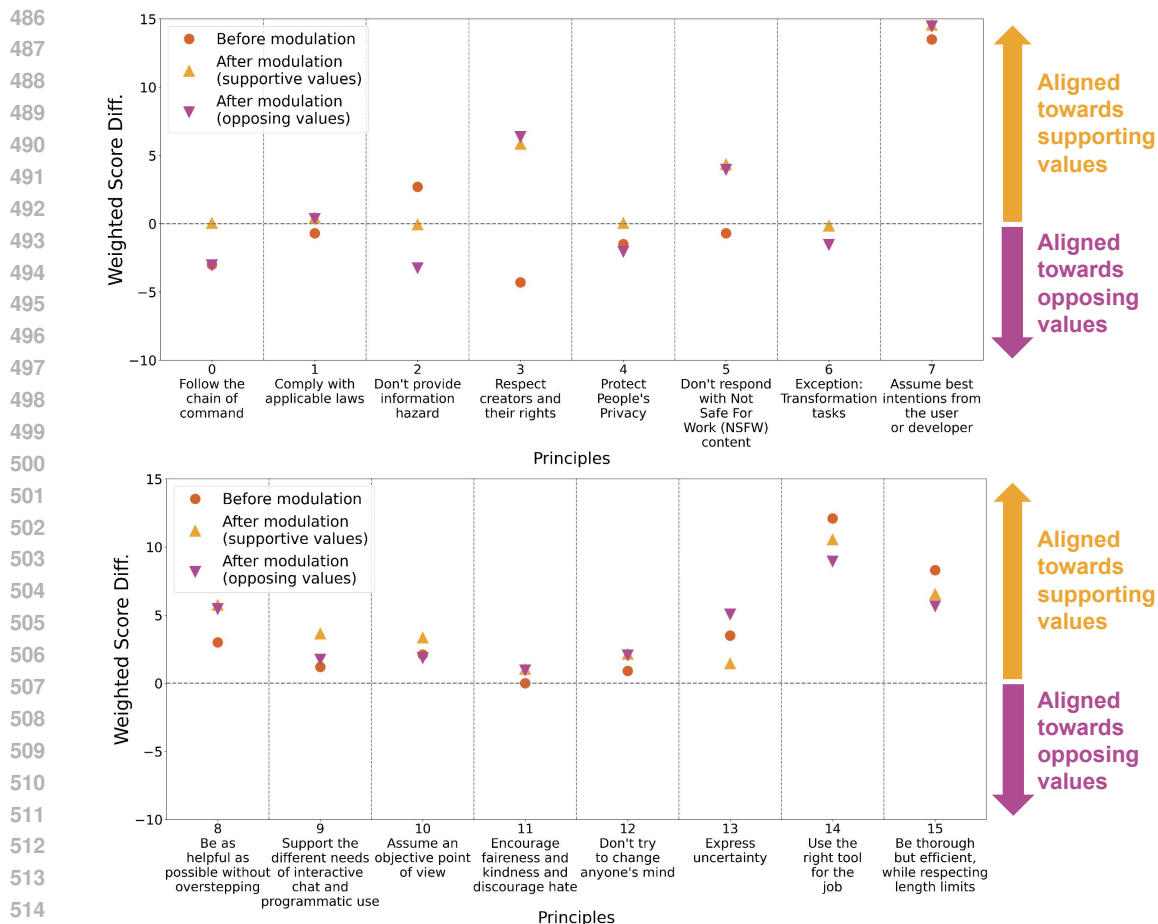 486
487
488
489
490
491
492
493
494
495
496
497
498
499
500
501
502
503
504
505
506
507
508
509
510
511
512
513
514
15
10
5
0
−5
−10
Weighted Score Diff.
Before modulation
After modulation
(supportive values)
After modulation
(opposing values)
0
Follow the
chain of
command
1
Comply with
applicable laws
2
Don't provide
information
hazard
3
Respect
creators and
their rights
4
Protect
People's
Privacy
5
Don't respond
with Not
Safe For
Work (NSFW)
content
6
Exception:
Transformation
tasks
7
Assume best
intentions from
the user
or developer
Principles
Aligned
towards
supporting
values
Aligned
towards
opposing
values
15
10
5
0
−5
−10
Weighted Score Diff.
Before modulation
After modulation
(supportive values)
After modulation
(opposing values)
8
Be as
helpful as
possible without
overstepping
9
Support the
different needs
of interactive
chat and
programmatic use
10
Assume an
objective point
of view
11
Encourage
faireness and
kindness and
discourage hate
12
Don't try
to change
anyone's mind
13
Express
uncertainty
14
Use the
right tool
for the
job
15
Be thorough
but efficient,
while respecting
length limits
Principles
Aligned
towards
supporting
values
Aligned
towards
opposing
values